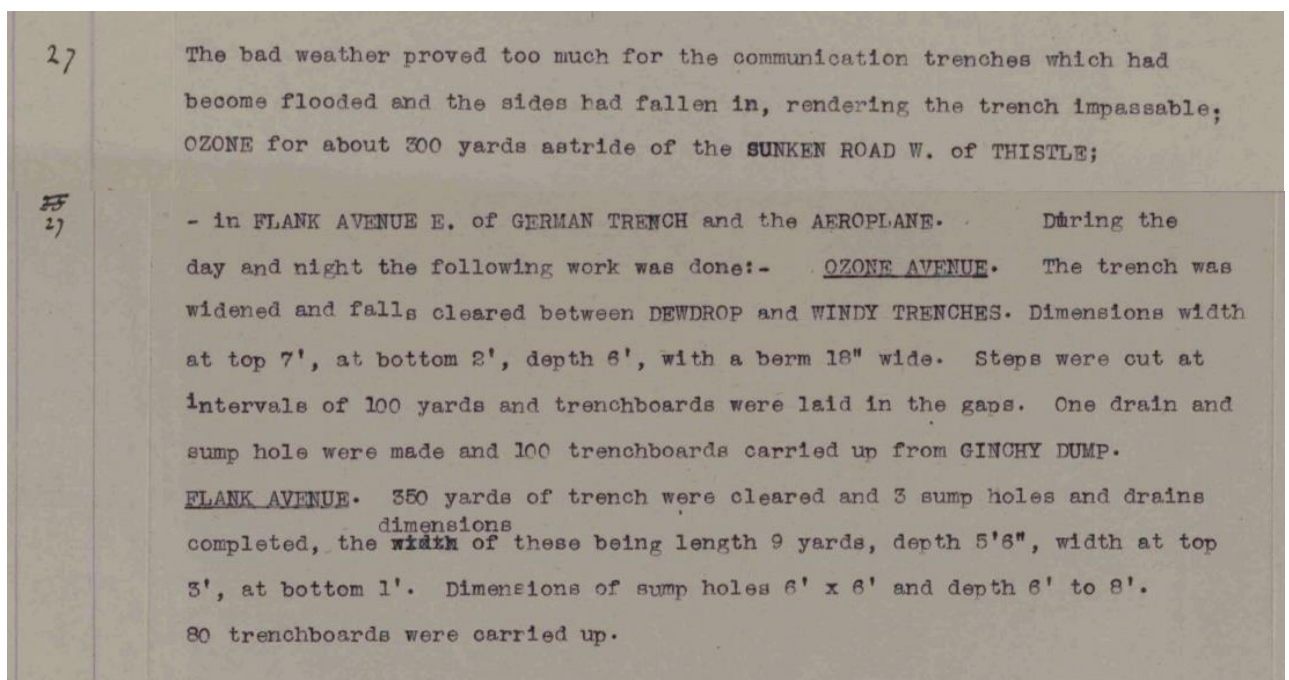 27 The bad weather proved too much for the communication trenches which had
become flooded and the sides had fallen in, rendering the trench impassable;
OZONE for about 300 yards astride of the SUNKEN ROAD W. of THISTLE;
25
27 - in FLANK AVENUE E. of GERMAN TRENCH and the AEROPLANE. During the
day and night the following work was done:- OZONE AVENUE. The trench was
widened and falls cleared between DEWDROP and WINDY TRENCHES. Dimensions width
at top 7', at bottom 2', depth 6', with a berm 18" wide. Steps were cut at
intervals of 100 yards and trenchboards were laid in the gaps. One drain and
sump hole were made and 100 trenchboards carried up from GINCHY DUMP.
FLANK AVENUE. 350 yards of trench were cleared and 3 sump holes and drains
dimensions
completed, the width of these being length 9 yards, depth 5'6", width at top
3', at bottom 1'. Dimensions of sump holes 6' x 6' and depth 6' to 8'.
80 trenchboards were carried up.